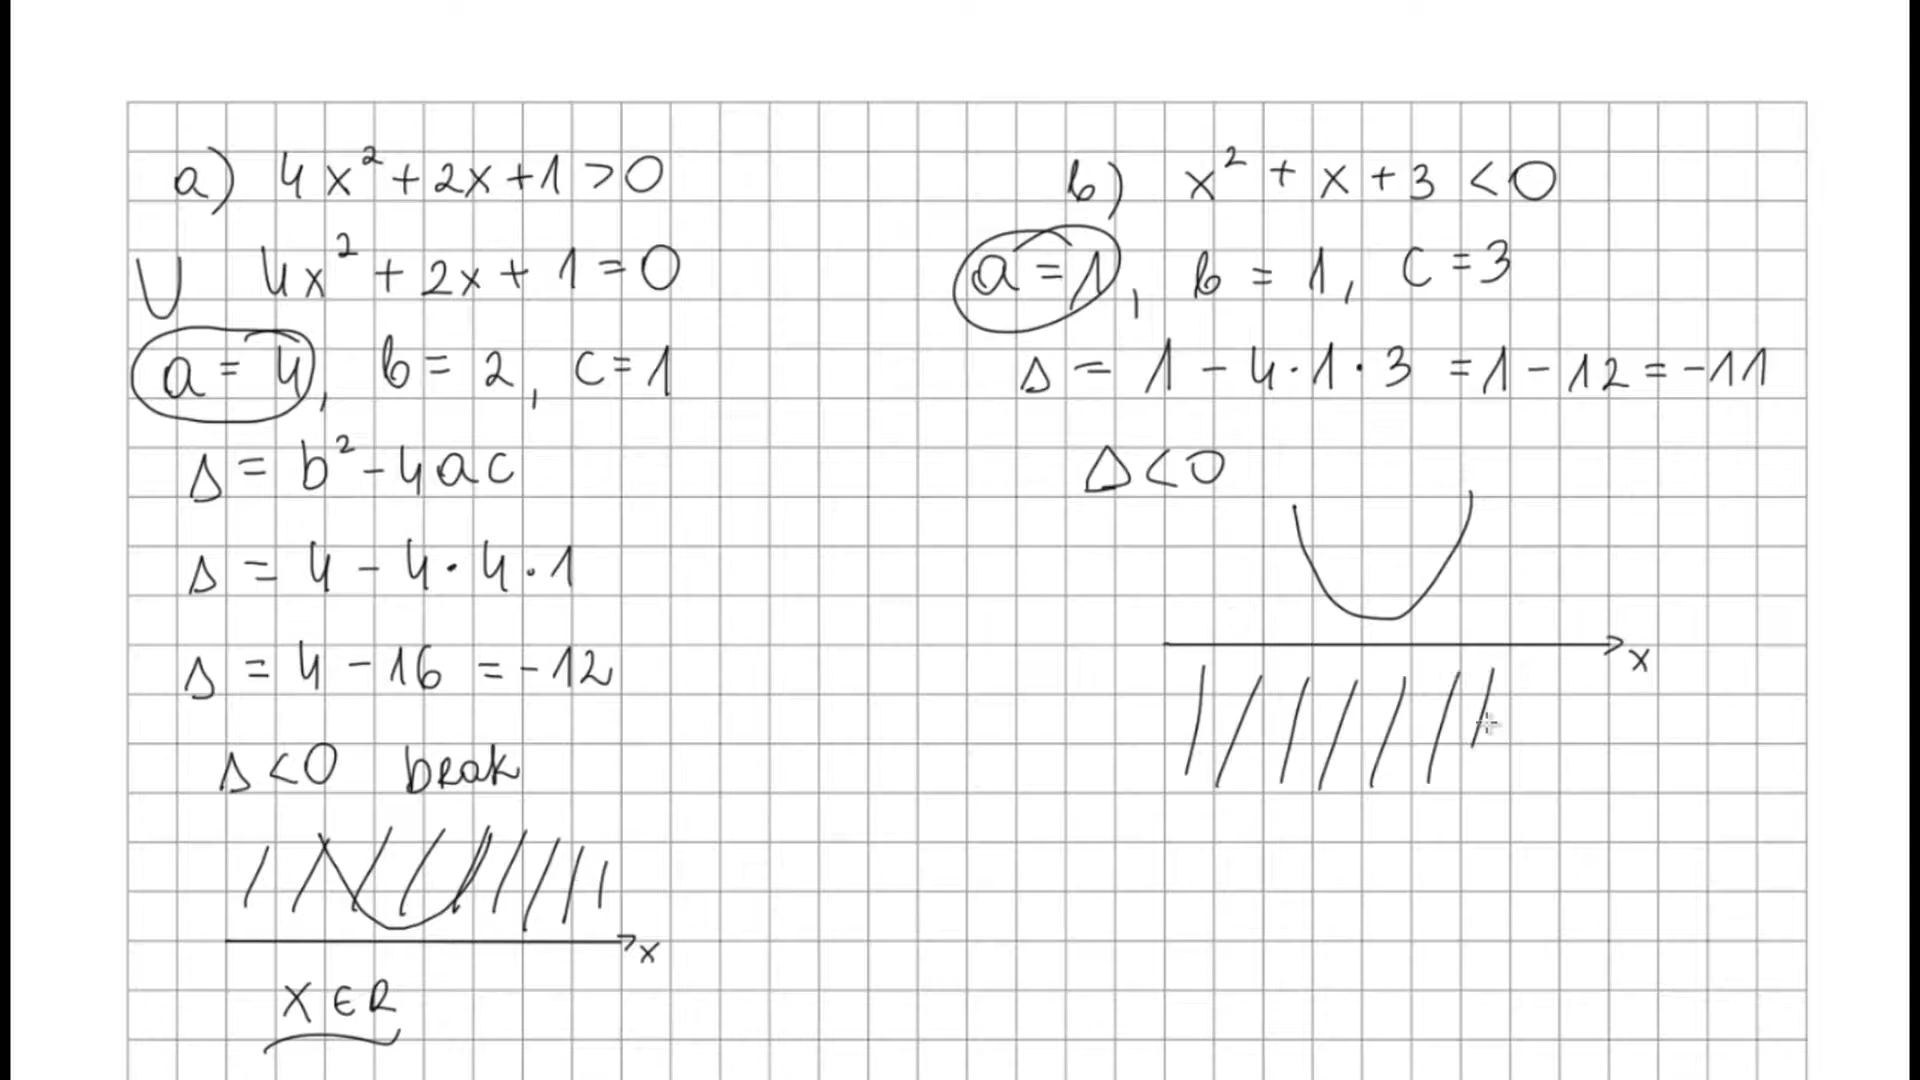 a) 4x² + 2x + 1 > 0
4x² + 2x + 1 = 0
a = 4, b = 2, c = 1
Δ = b² - 4ac
Δ = 4 - 4 · 4 · 1
Δ = 4 - 16 = -12
Δ < 0 brak
x
x ∈ R
b) x² + x + 3 < 0
a = 1, b = 1, c = 3
Δ = 1 - 4 · 1 · 3 = 1 - 12 = -11
Δ < 0
x